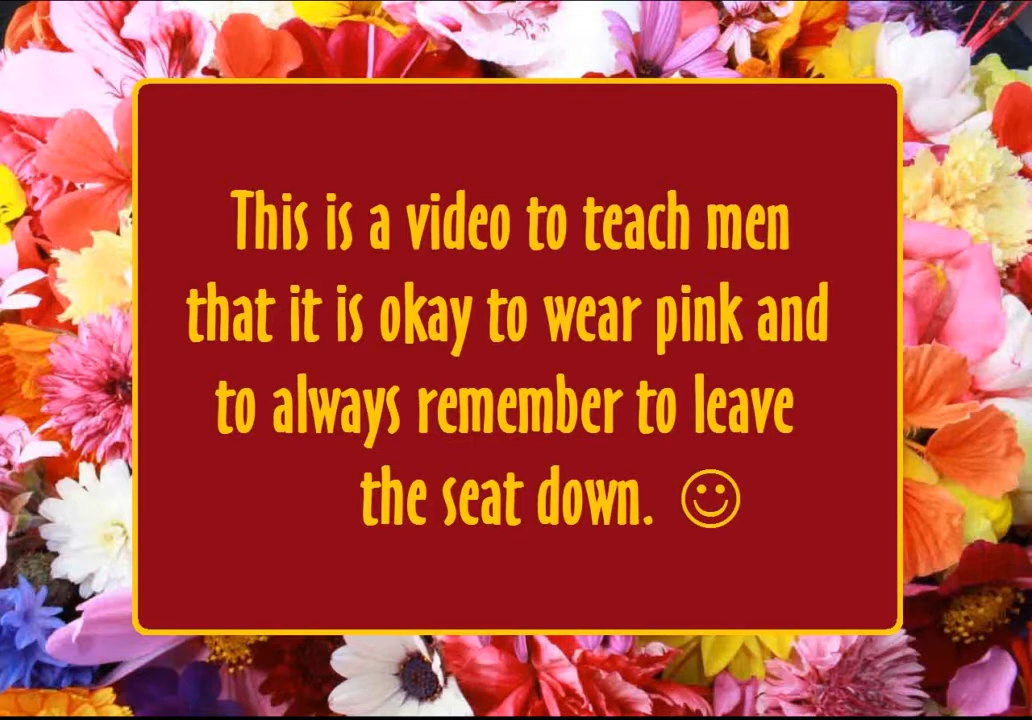 This is a video to teach men
that it is okay to wear pink and
to always remember to leave
the seat down. ☺